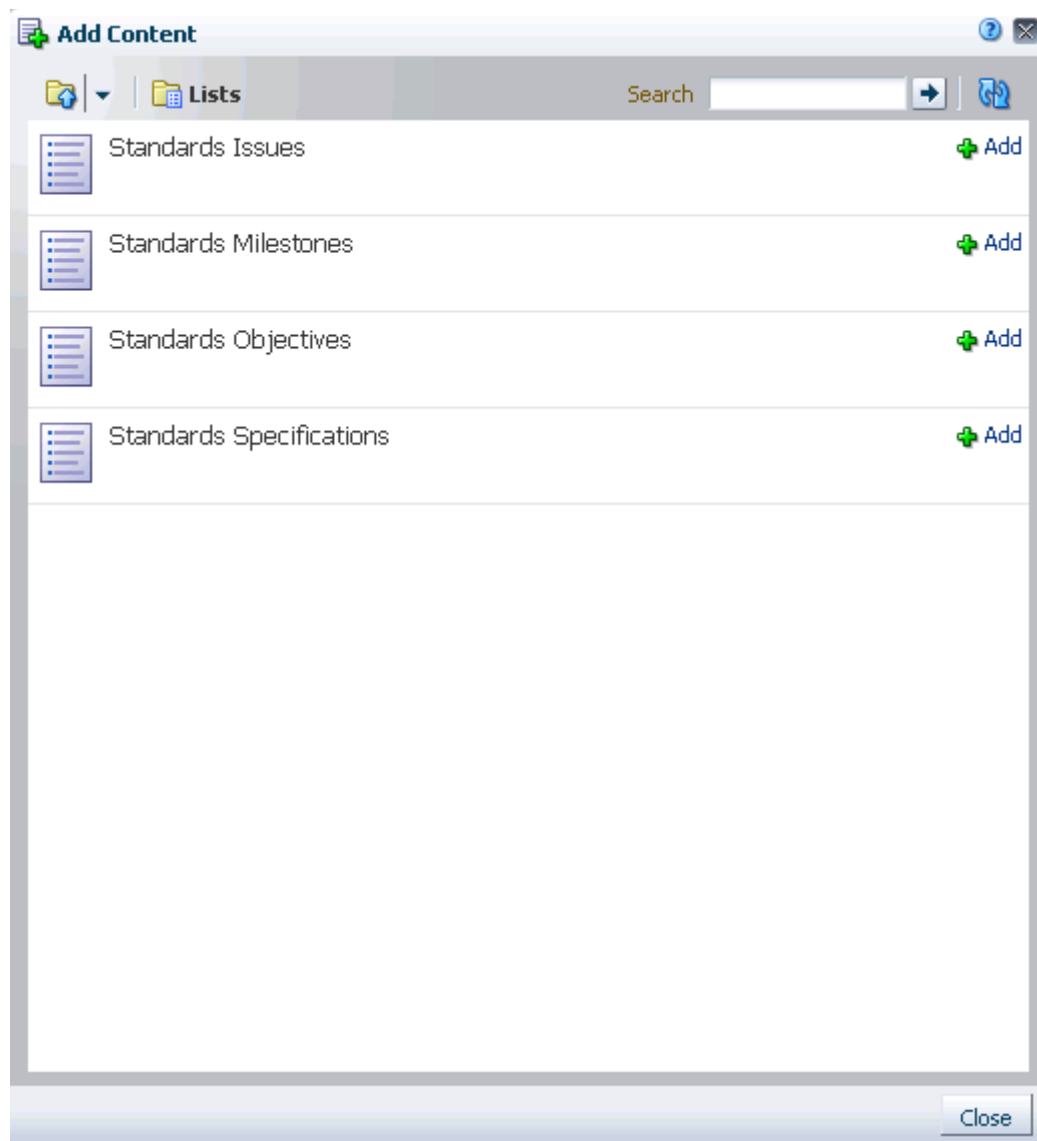 Add Content
Lists
Search
Standards Issues
Add
Standards Milestones
Add
Standards Objectives
Add
Standards Specifications
Add
Close